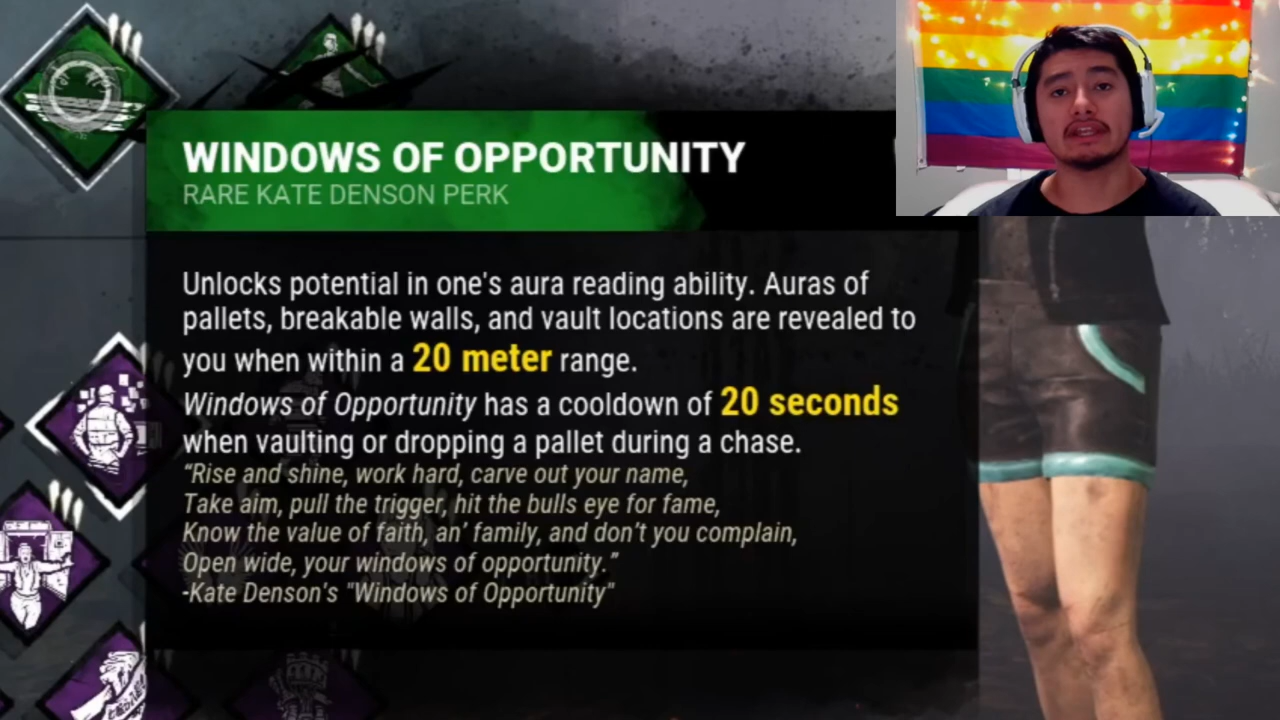 WINDOWS OF OPPORTUNITY
RARE KATE DENSON PERK
Unlocks potential in one's aura reading ability. Auras of
pallets, breakable walls, and vault locations are revealed to
you when within a 20 meter range.
Windows of Opportunity has a cooldown of 20 seconds
when vaulting or dropping a pallet during a chase.
“Rise and shine, work hard, carve out your name,
Take aim, pull the trigger, hit the bulls eye for fame,
Know the value of faith, an’ family, and don’t you complain,
Open wide, your windows of opportunity.”
-Kate Denson's "Windows of Opportunity"